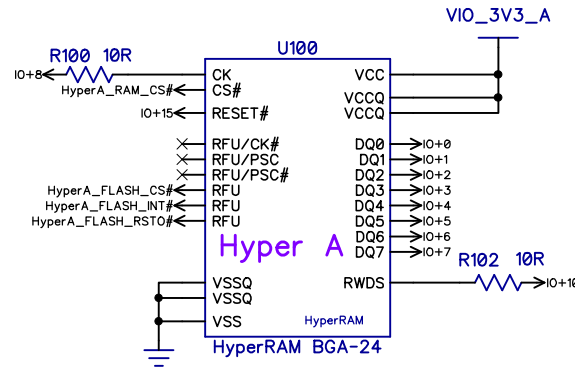 VIO_3V3_A
U100
R100 10R
IO+8
CK
VCC
HyperA_RAM_CS#
CS#
VCCQ
IO+15
RESET#
VCCQ
RFU/CK#
DQ0
IO+0
RFU/PSC
DQ1
IO+1
RFU/PSC#
DQ2
IO+2
HyperA_FLASH_CS#
RFU
DQ3
IO+3
HyperA_FLASH_INT#
RFU
DQ4
IO+4
HyperA_FLASH_RSTO#
RFU
DQ5
IO+5
DQ6
IO+6
Hyper A
DQ7
IO+7
R102 10R
VSSQ
RWDS
IO+10
VSSQ
VSS
HyperRAM
HyperRAM BGA-24